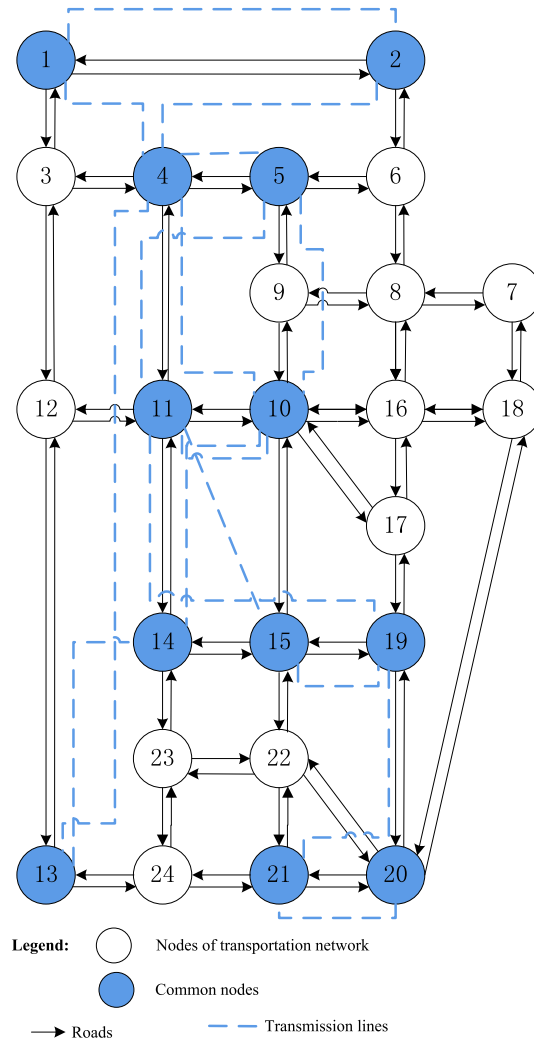 1 2
3 4 5 6
9 8 7
12 11 10 16 18
17
14 15 19
23 22
13 24 21 20
Legend: Nodes of transportation network
Common nodes
Roads Transmission lines